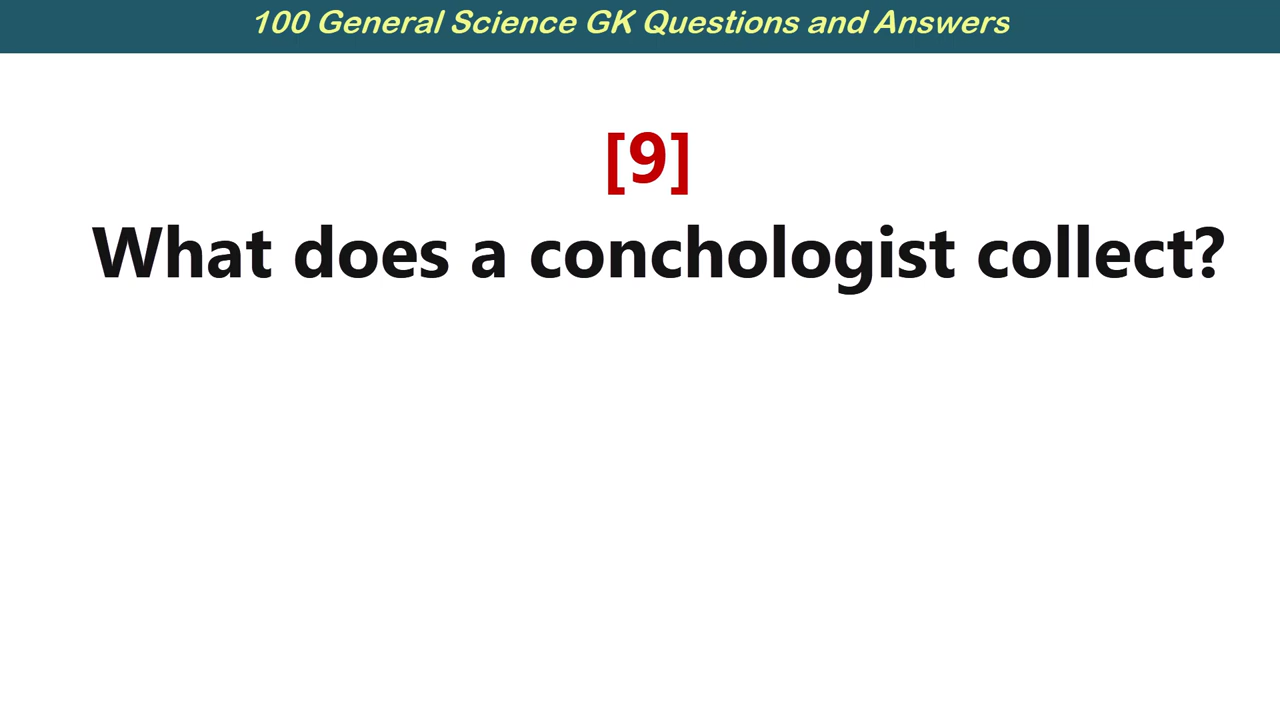 100 General Science GK Questions and Answers
[9]
What does a conchologist collect?